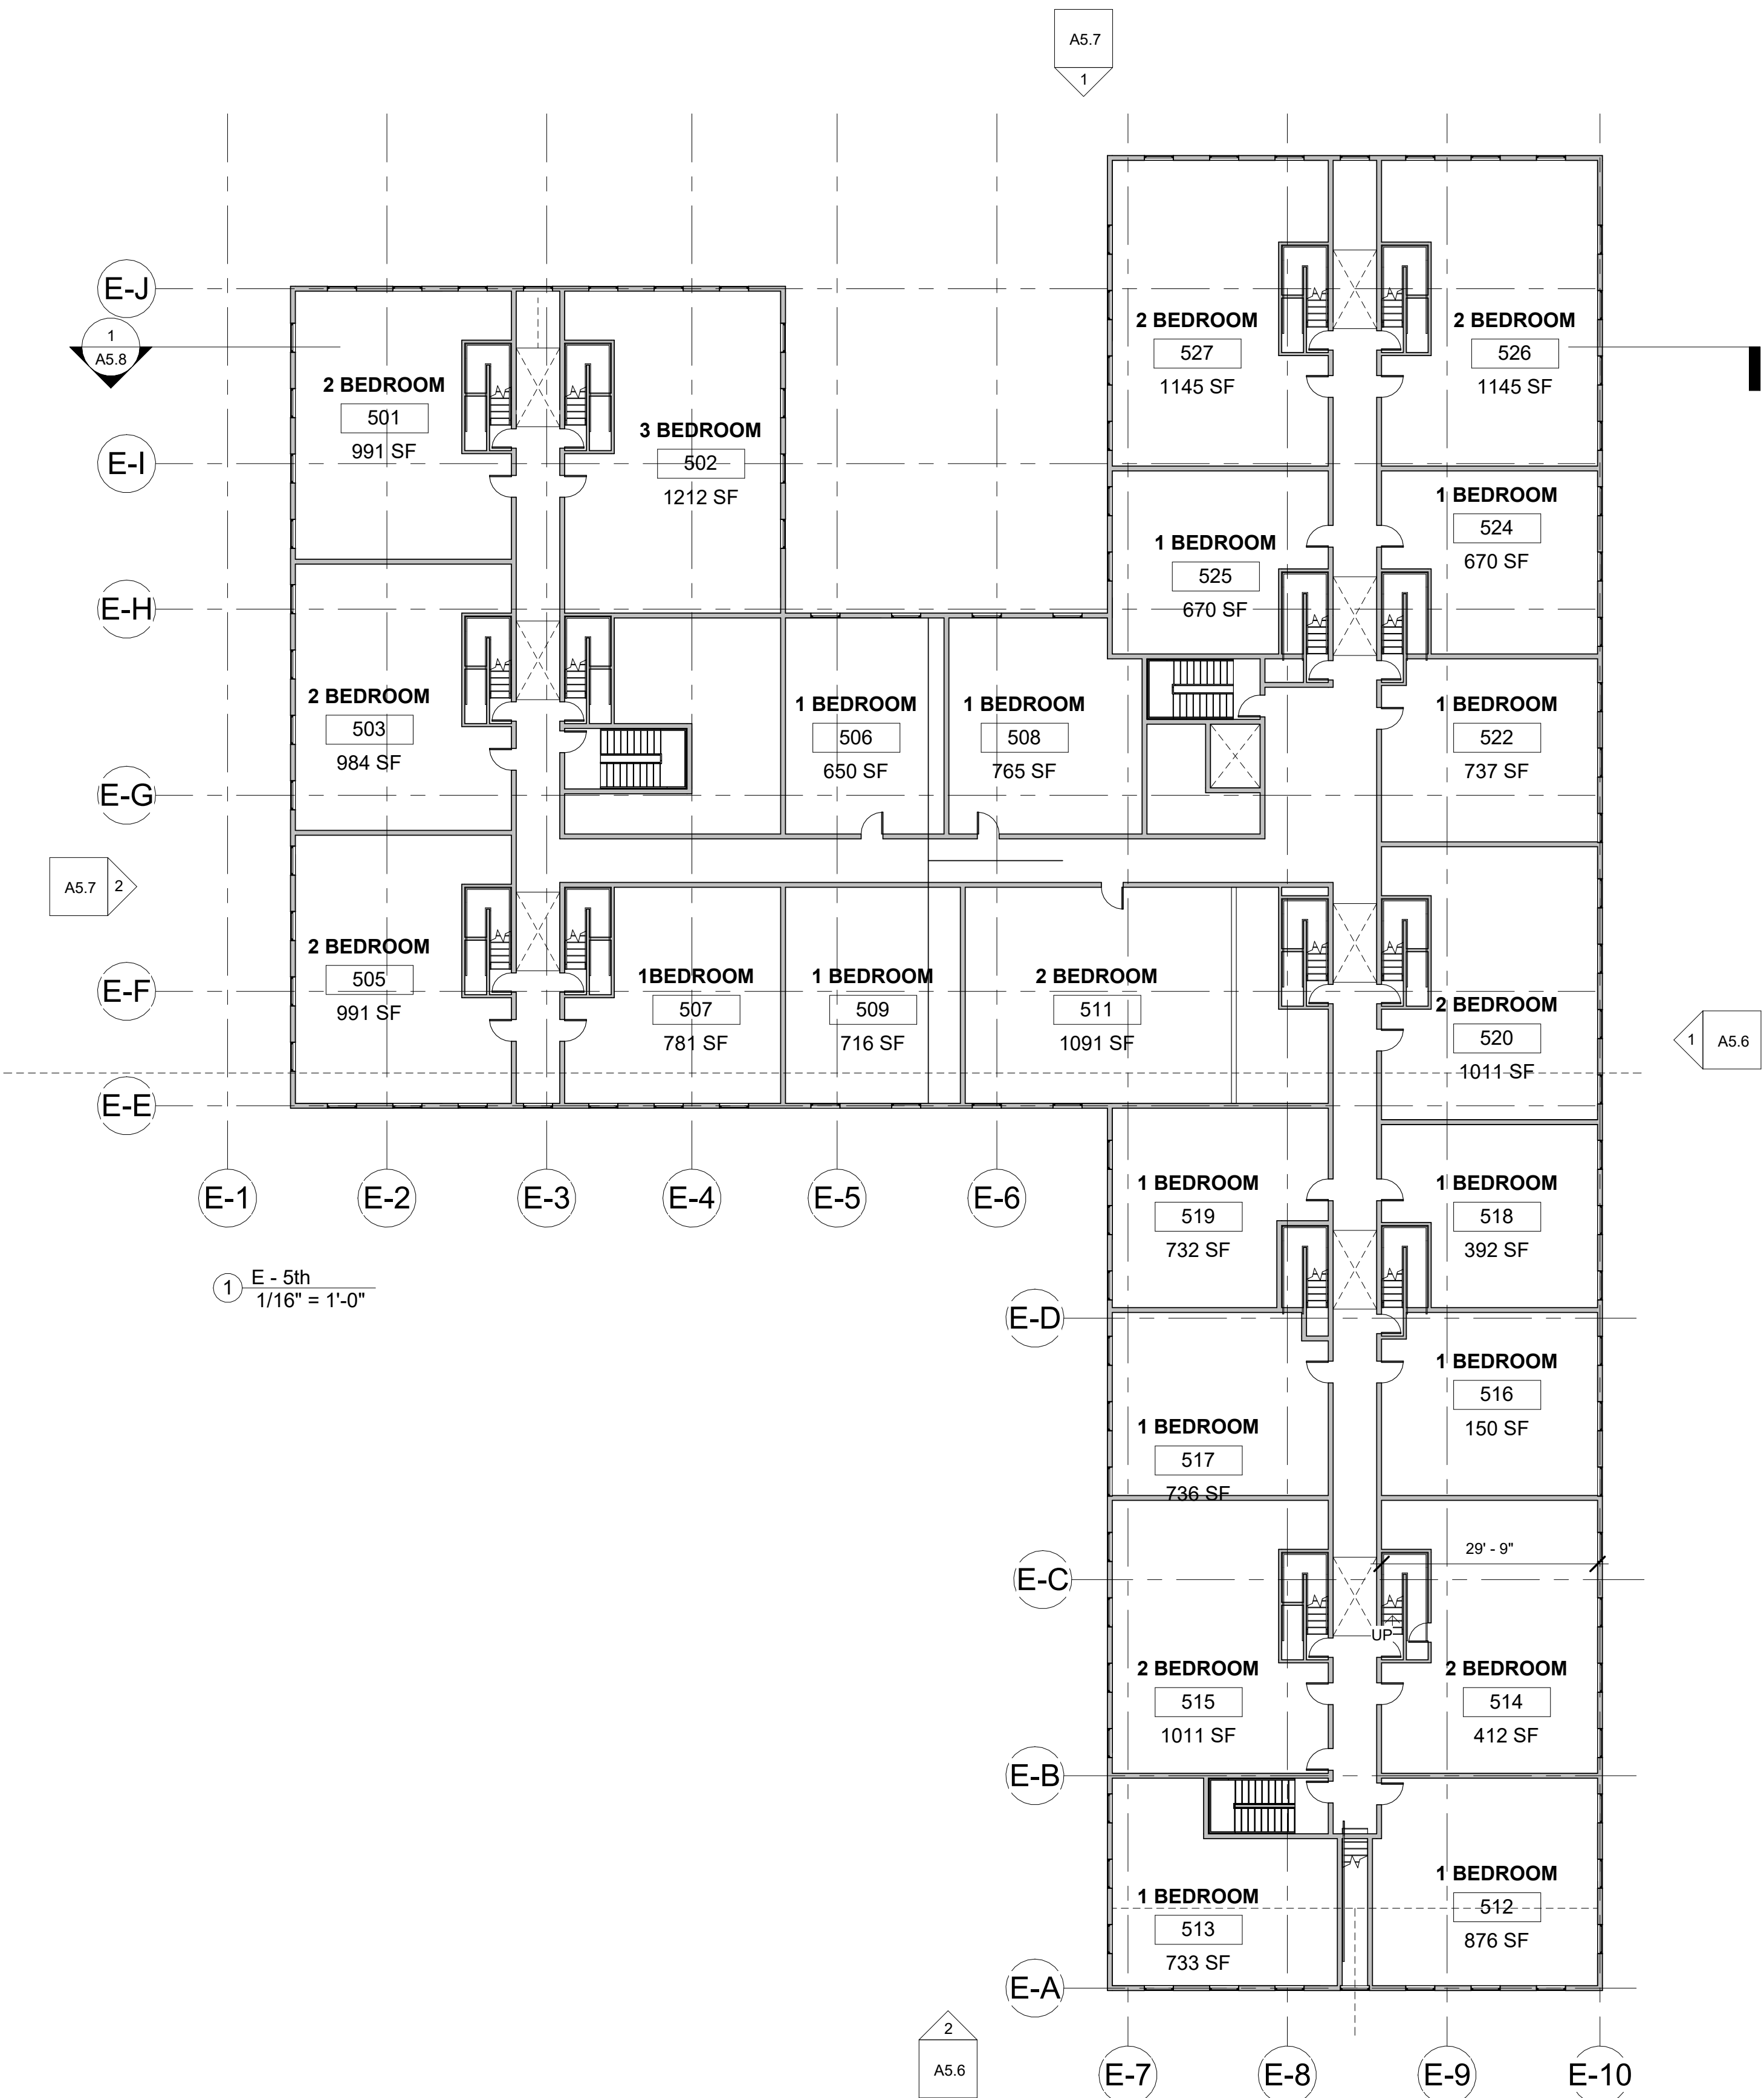 A5.7
1
E-J
1
A5.8
2 BEDROOM
527
1145 SF
2 BEDROOM
526
1145 SF
2 BEDROOM
501
991 SF
3 BEDROOM
502
1212 SF
E-I
1 BEDROOM
524
670 SF
1 BEDROOM
525
670 SF
E-H
2 BEDROOM
503
984 SF
1 BEDROOM
506
650 SF
1 BEDROOM
508
765 SF
1 BEDROOM
522
737 SF
E-G
A5.7
2
2 BEDROOM
505
991 SF
1BEDROOM
507
781 SF
1 BEDROOM
509
716 SF
2 BEDROOM
511
1091 SF
2 BEDROOM
520
1011 SF
E-F
1
A5.6
E-E
E-1
E-2
E-3
E-4
E-5
E-6
1 BEDROOM
519
732 SF
1 BEDROOM
518
392 SF
1
E - 5th
1/16" = 1'-0"
E-D
1 BEDROOM
516
150 SF
1 BEDROOM
517
736 SF
29' - 9"
E-C
UP
2 BEDROOM
515
1011 SF
2 BEDROOM
514
412 SF
E-B
1 BEDROOM
513
733 SF
1 BEDROOM
512
876 SF
E-A
2
A5.6
E-7
E-8
E-9
E-10